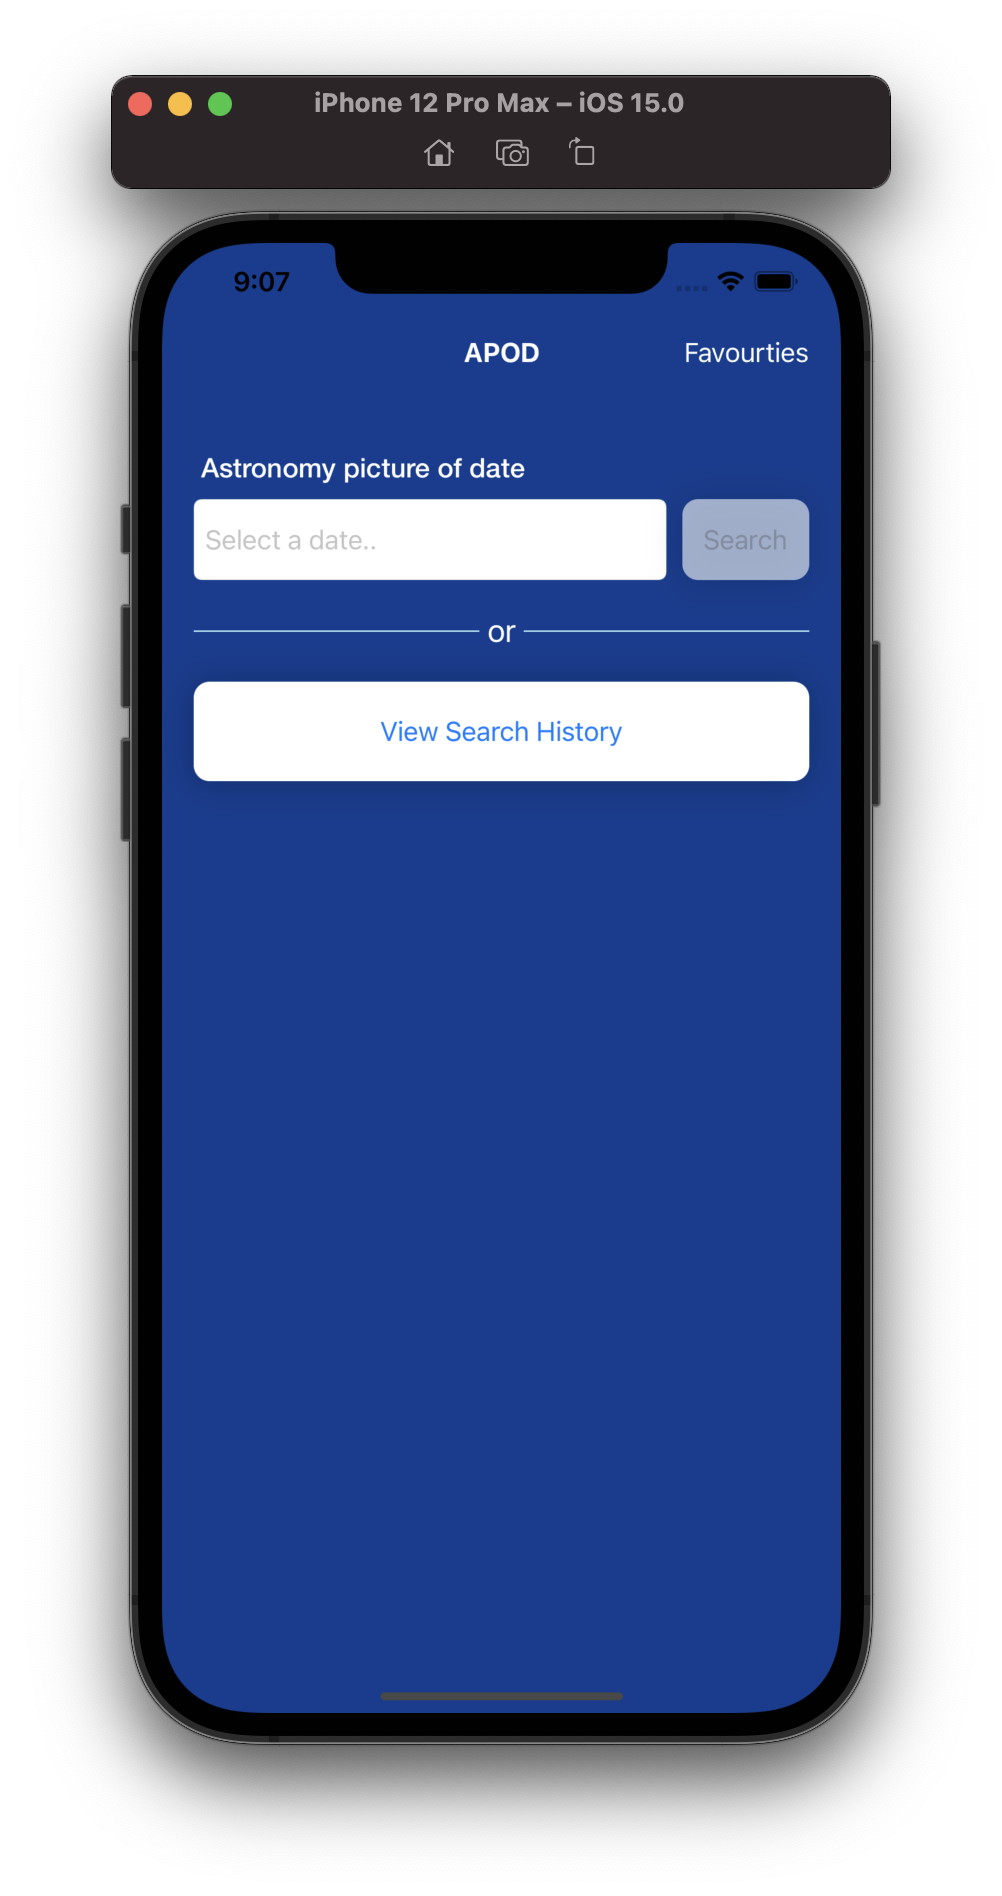 iPhone 12 Pro Max – iOS 15.0
9:07
APOD
Favourties
Astronomy picture of date
Select a date..
Search
or
View Search History